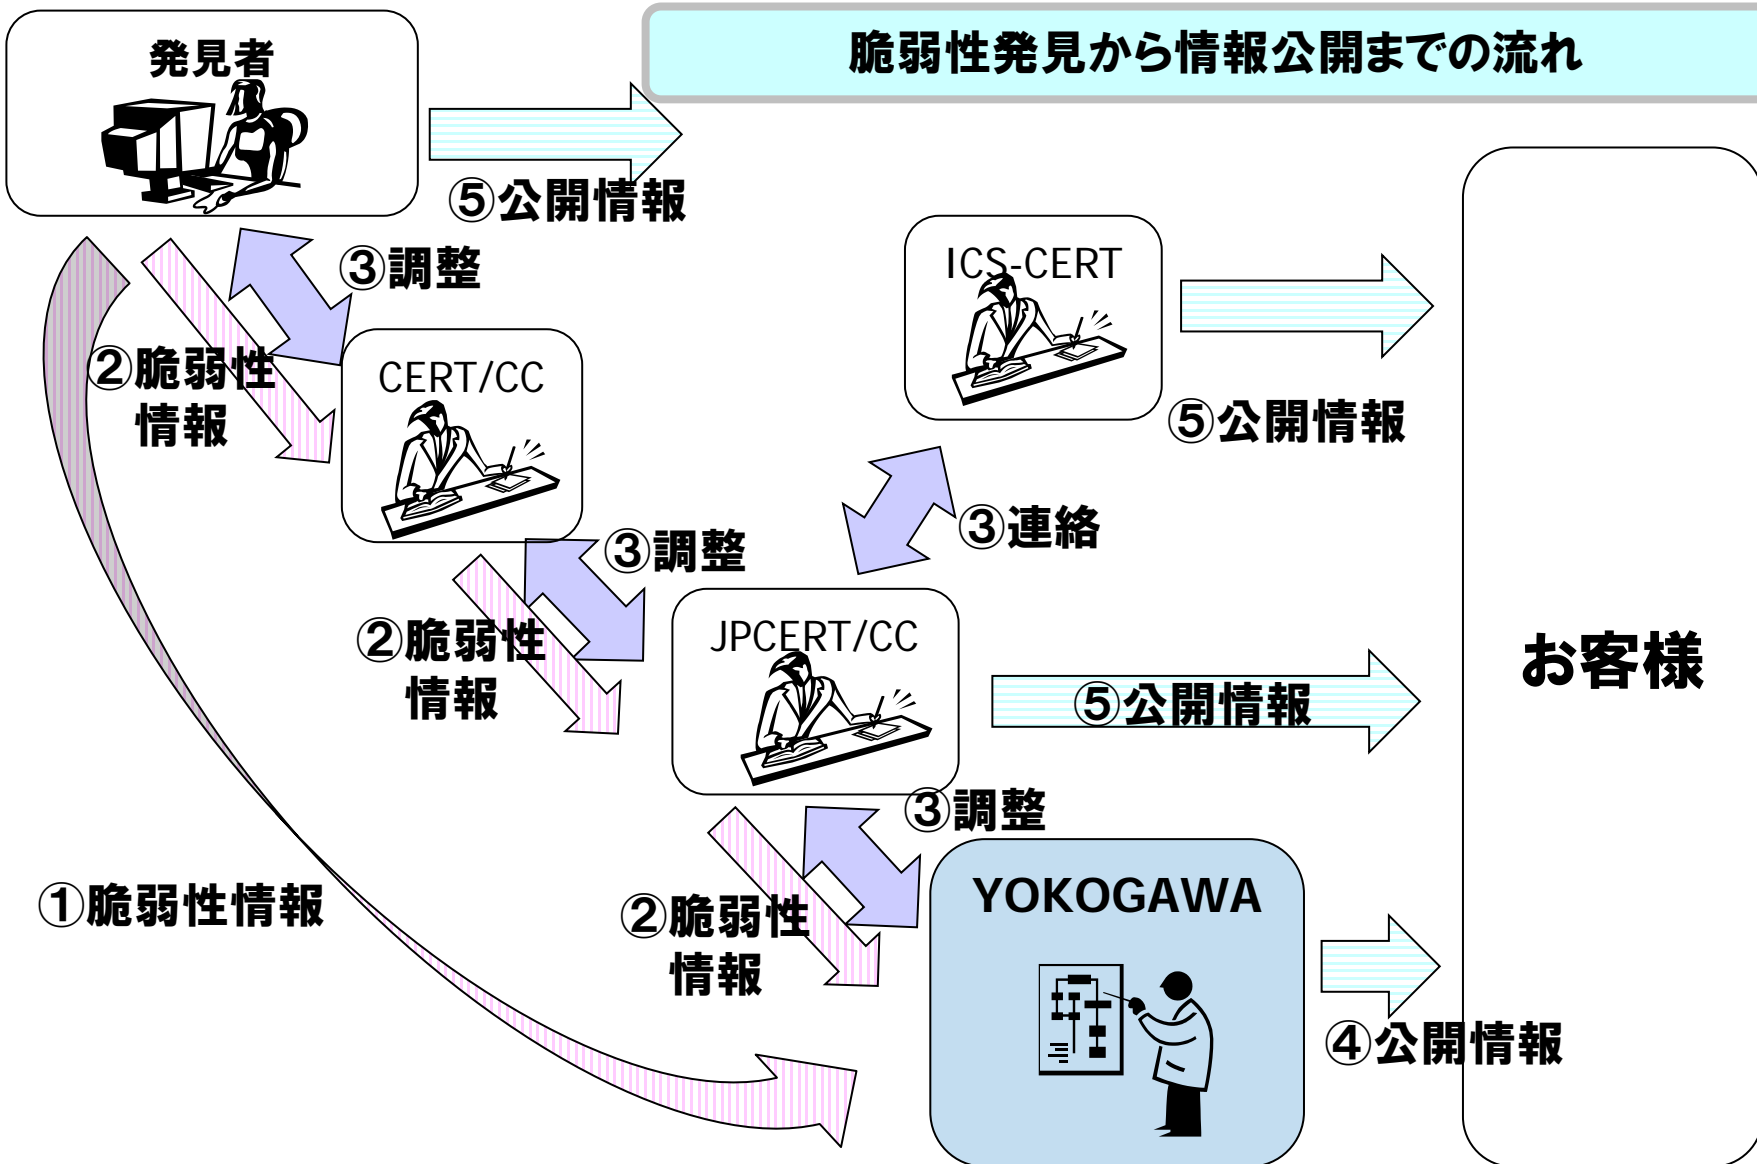 脆弱性発見から情報公開までの流れ
発見者
⑤公開情報
③調整
ICS-CERT
②脆弱性
情報
CERT/CC
⑤公開情報
③連絡
③調整
②脆弱性
情報
JPCERT/CC
お客様
⑤公開情報
③調整
①脆弱性情報
②脆弱性
情報
YOKOGAWA
④公開情報